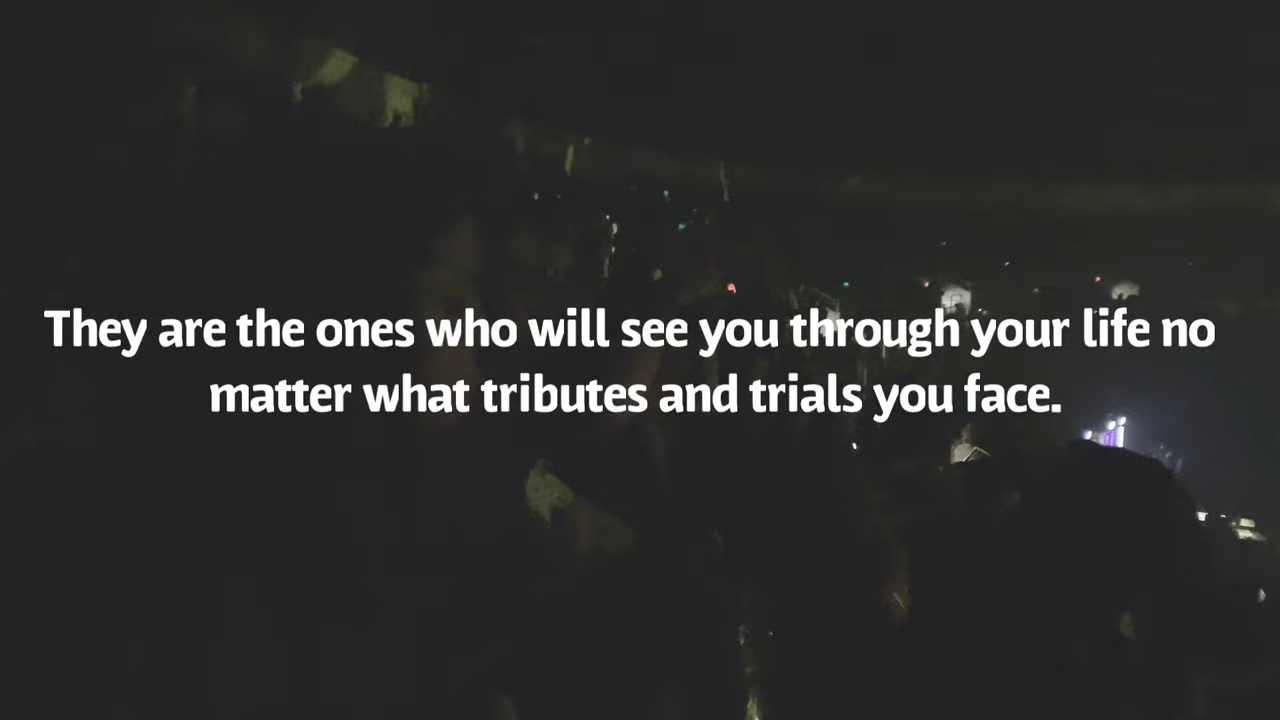 They are the ones who will see you through your life no
matter what tributes and trials you face.